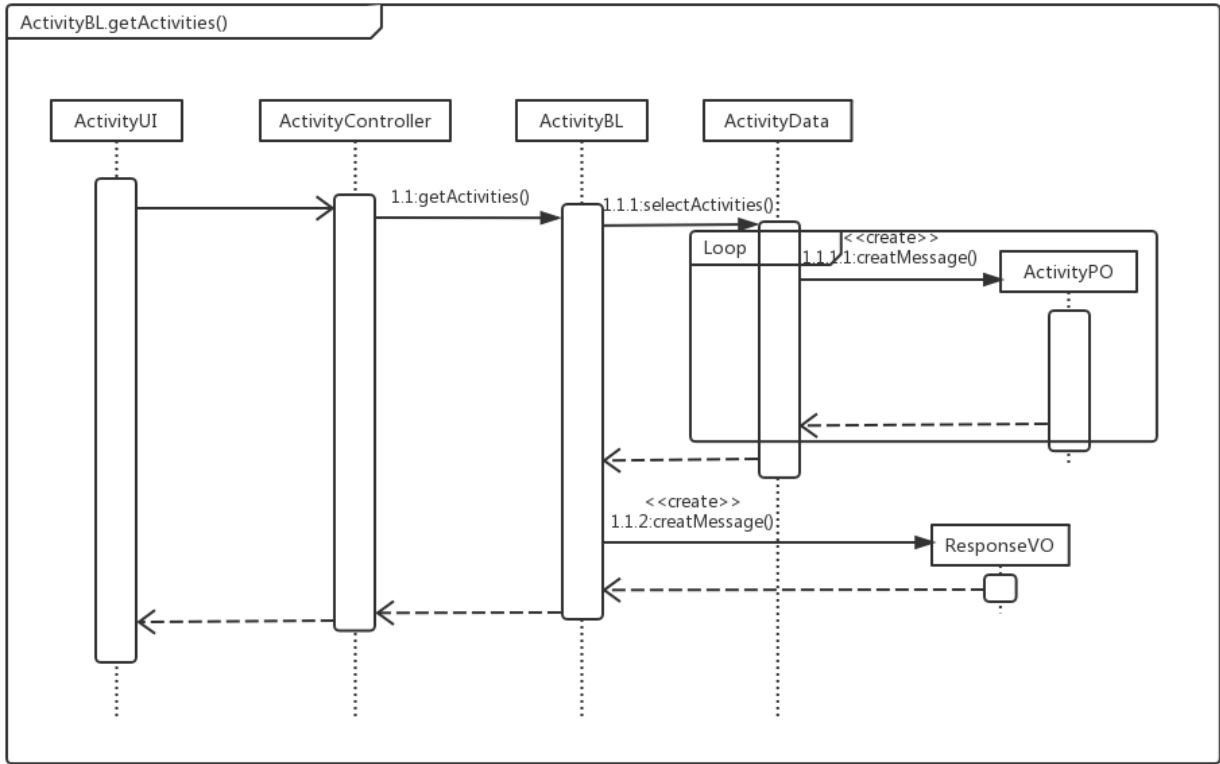 ActivityBL.getActivities()
ActivityUI
ActivityController
ActivityBL
ActivityData
1.1:getActivities()
1.1.1:selectActivities()
Loop
<<create>>
1.1.1.1:creatMessage()
ActivityPO
<<create>>
1.1.2:creatMessage()
ResponseVO